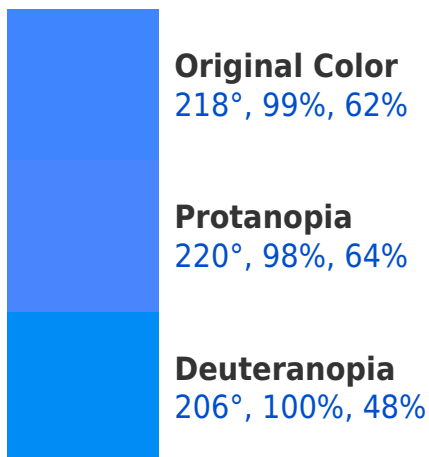 Original Color
218°, 99%, 62%
Protanopia
220°, 98%, 64%
Deuteranopia
206°, 100%, 48%